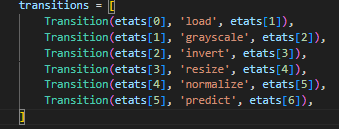 transitions = [
    Transition(etats[0], 'load', etats[1]),
    Transition(etats[1], 'grayscale', etats[2]),
    Transition(etats[2], 'invert', etats[3]),
    Transition(etats[3], 'resize', etats[4]),
    Transition(etats[4], 'normalize', etats[5]),
    Transition(etats[5], 'predict', etats[6]),
]